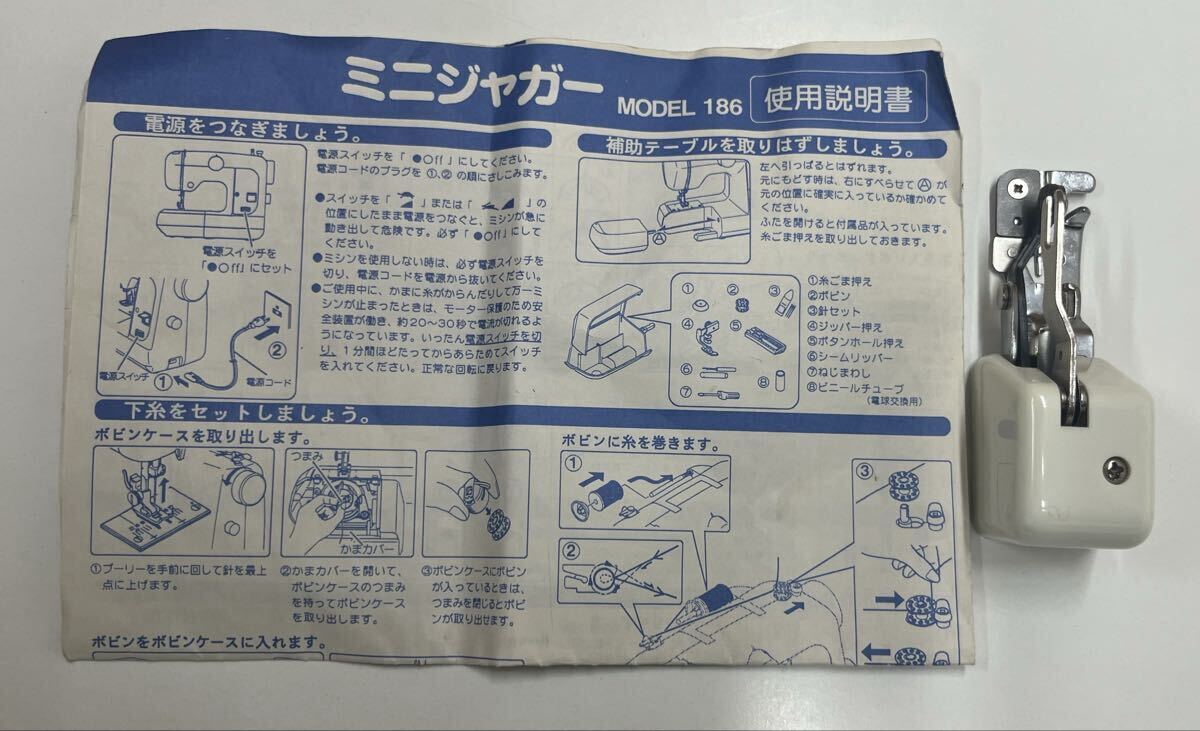 ミニジャガー MODEL 186 使用説明書
電源をつなぎましょう。
電源スイッチを「 ●Off 」にしてください。
電源コードのプラグを ①,② の順にさしこみます。
●スイッチを「 」または「 」の
位置にしたまま電源をつなぐと、ミシンが急に
動き出して危険です。必ず「 ●Off 」にして
ください。
●ミシンを使用しない時は、必ず電源スイッチを
切り、電源コードを電源から抜いてください。
●ご使用中に、かまに糸がからんだりして万一ミ
シンが止まったときは、モーター保護のため安
全装置が働き、約20〜30秒で電流が切れるよ
うになっています。いったん電源スイッチを切
り、1分間ほどたってからあらためてスイッチ
を入れてください。正常な回転に戻ります。
電源スイッチを
「●Off」にセット
電源スイッチ
①
②
電源コード
補助テーブルを取りはずしましょう。
左へ引っぱるとはずれます。
元にもどす時は、右にすべらせてⒶが
元の位置に確実に入っているか確かめて
ください。
ふたを開けると付属品が入っています。
糸ごま押えを取り出しておきます。
Ⓐ
① ② ③
④ ⑤
⑥ ⑧
⑦
①糸ごま押え
②ボビン
③針セット
④ジッパー押え
⑤ボタンホール押え
⑥シームリッパー
⑦ねじまわし
⑧ビニールチューブ
(電球交換用)
下糸をセットしましょう。
ボビンケースを取り出します。
つまみ
かまカバー
①プーリーを手前に回して針を最上
点に上げます。
②かまカバーを開いて、
ボビンケースのつまみ
を持ってボビンケース
を取り出します。
③ボビンケースにボビン
が入っているときは、
つまみを閉じるとボビ
ンが取り出せます。
ボビンをボビンケースに入れます。
ボビンに糸を巻きます。
①
②
③